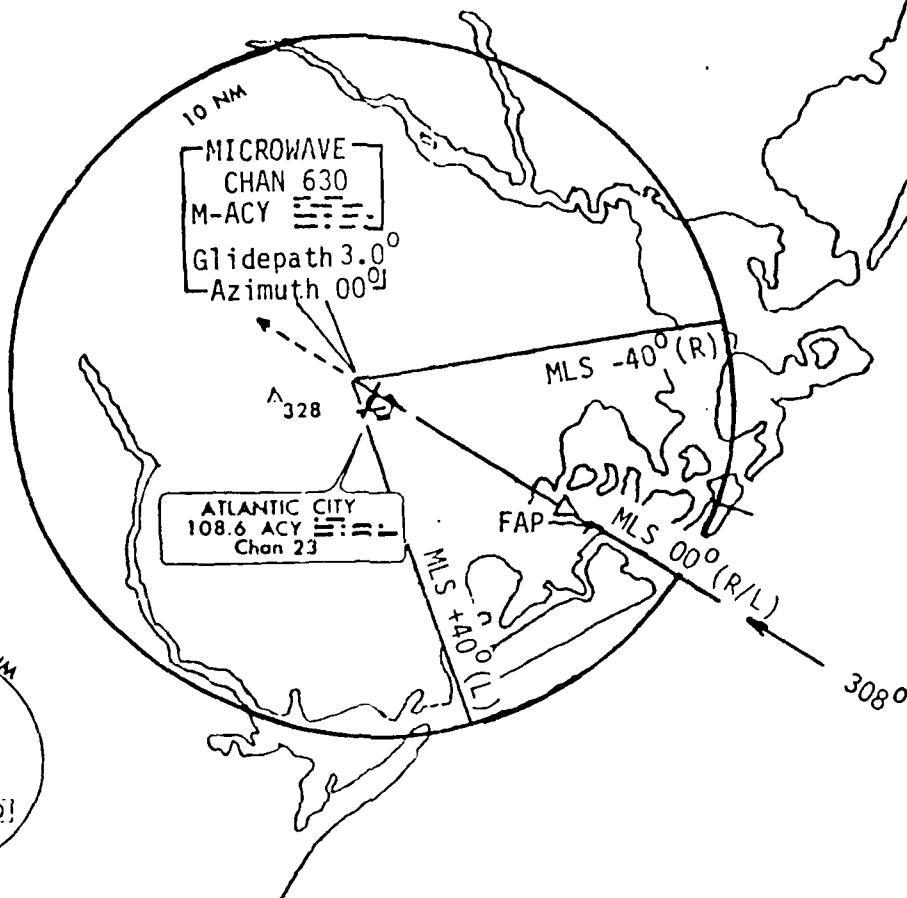 10 NM
MICROWAVE
CHAN 630
M-ACY
Glidepath 3.0°
Azimuth 00°
MLS -40° (R)
328
ATLANTIC CITY
108.6 ACY
Chan 23
FAP
MLS 00° (R/L)
MLS +40° (L)
308°